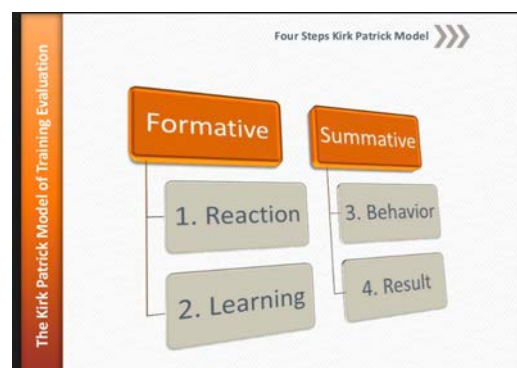 Four Steps Kirk Patrick Model
The Kirk Patrick Model of Training Evaluation
Formative
1. Reaction
2. Learning
Summative
3. Behavior
4. Result